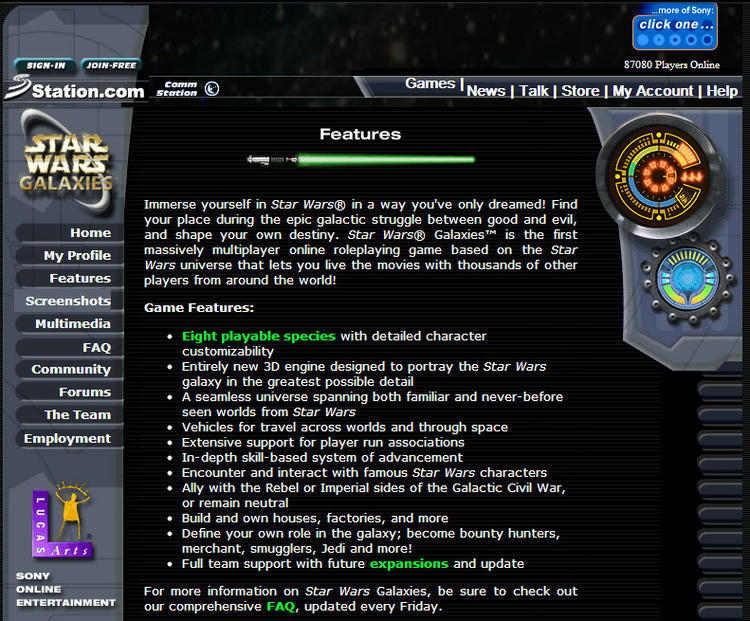 ...more of Sony:
click one...
87080 Players Online
SIGN-IN
JOIN-FREE
Station.com
Comm
Station
Games | News | Talk | Store | My Account | Help
STAR
WARS
GALAXIES
Home
My Profile
Features
Screenshots
Multimedia
FAQ
Community
Forums
The Team
Employment
LUCAS
Arts
SONY
ONLINE
ENTERTAINMENT
Features
Immerse yourself in Star Wars® in a way you've only dreamed! Find
your place during the epic galactic struggle between good and evil,
and shape your own destiny. Star Wars® Galaxies™ is the first
massively multiplayer online roleplaying game based on the Star
Wars universe that lets you live the movies with thousands of other
players from around the world!
Game Features:
• Eight playable species with detailed character
customizability
• Entirely new 3D engine designed to portray the Star Wars
galaxy in the greatest possible detail
• A seamless universe spanning both familiar and never-before
seen worlds from Star Wars
• Vehicles for travel across worlds and through space
• Extensive support for player run associations
• In-depth skill-based system of advancement
• Encounter and interact with famous Star Wars characters
• Ally with the Rebel or Imperial sides of the Galactic Civil War,
or remain neutral
• Build and own houses, factories, and more
• Define your own role in the galaxy; become bounty hunters,
merchant, smugglers, Jedi and more!
• Full team support with future expansions and update
For more information on Star Wars Galaxies, be sure to check out
our comprehensive FAQ, updated every Friday.